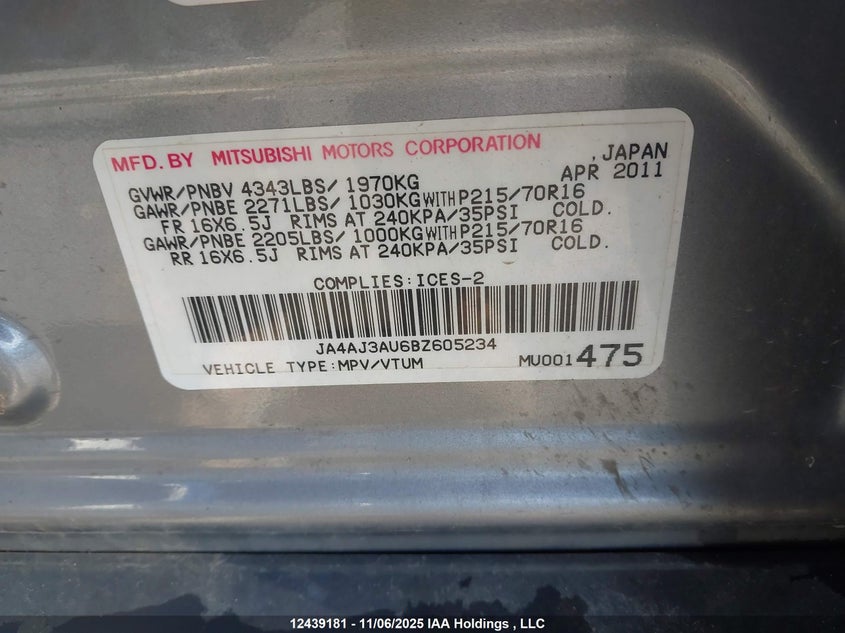 MFD. BY MITSUBISHI MOTORS CORPORATION , JAPAN
GVWR/PNBV 4343LBS/ 1970KG APR 2011
GAWR/PNBE 2271LBS/ 1030KG WITH P215/70R16
FR 16X6.5J RIMS AT 240KPA/35PSI COLD.
GAWR/PNBE 2205LBS/ 1000KG WITH P215/70R16
RR 16X6.5J RIMS AT 240KPA/35PSI COLD.
COMPLIES:ICES-2
JA4AJ3AU6BZ605234
VEHICLE TYPE:MPV/VTUM MU001475
12439181 - 11/06/2025 IAA Holdings , LLC